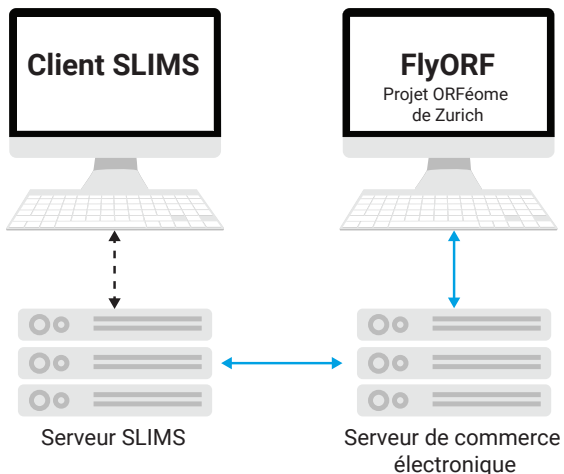 Client SLIMS
FlyORF
Projet ORFéome
de Zurich
Serveur SLIMS
Serveur de commerce
électronique